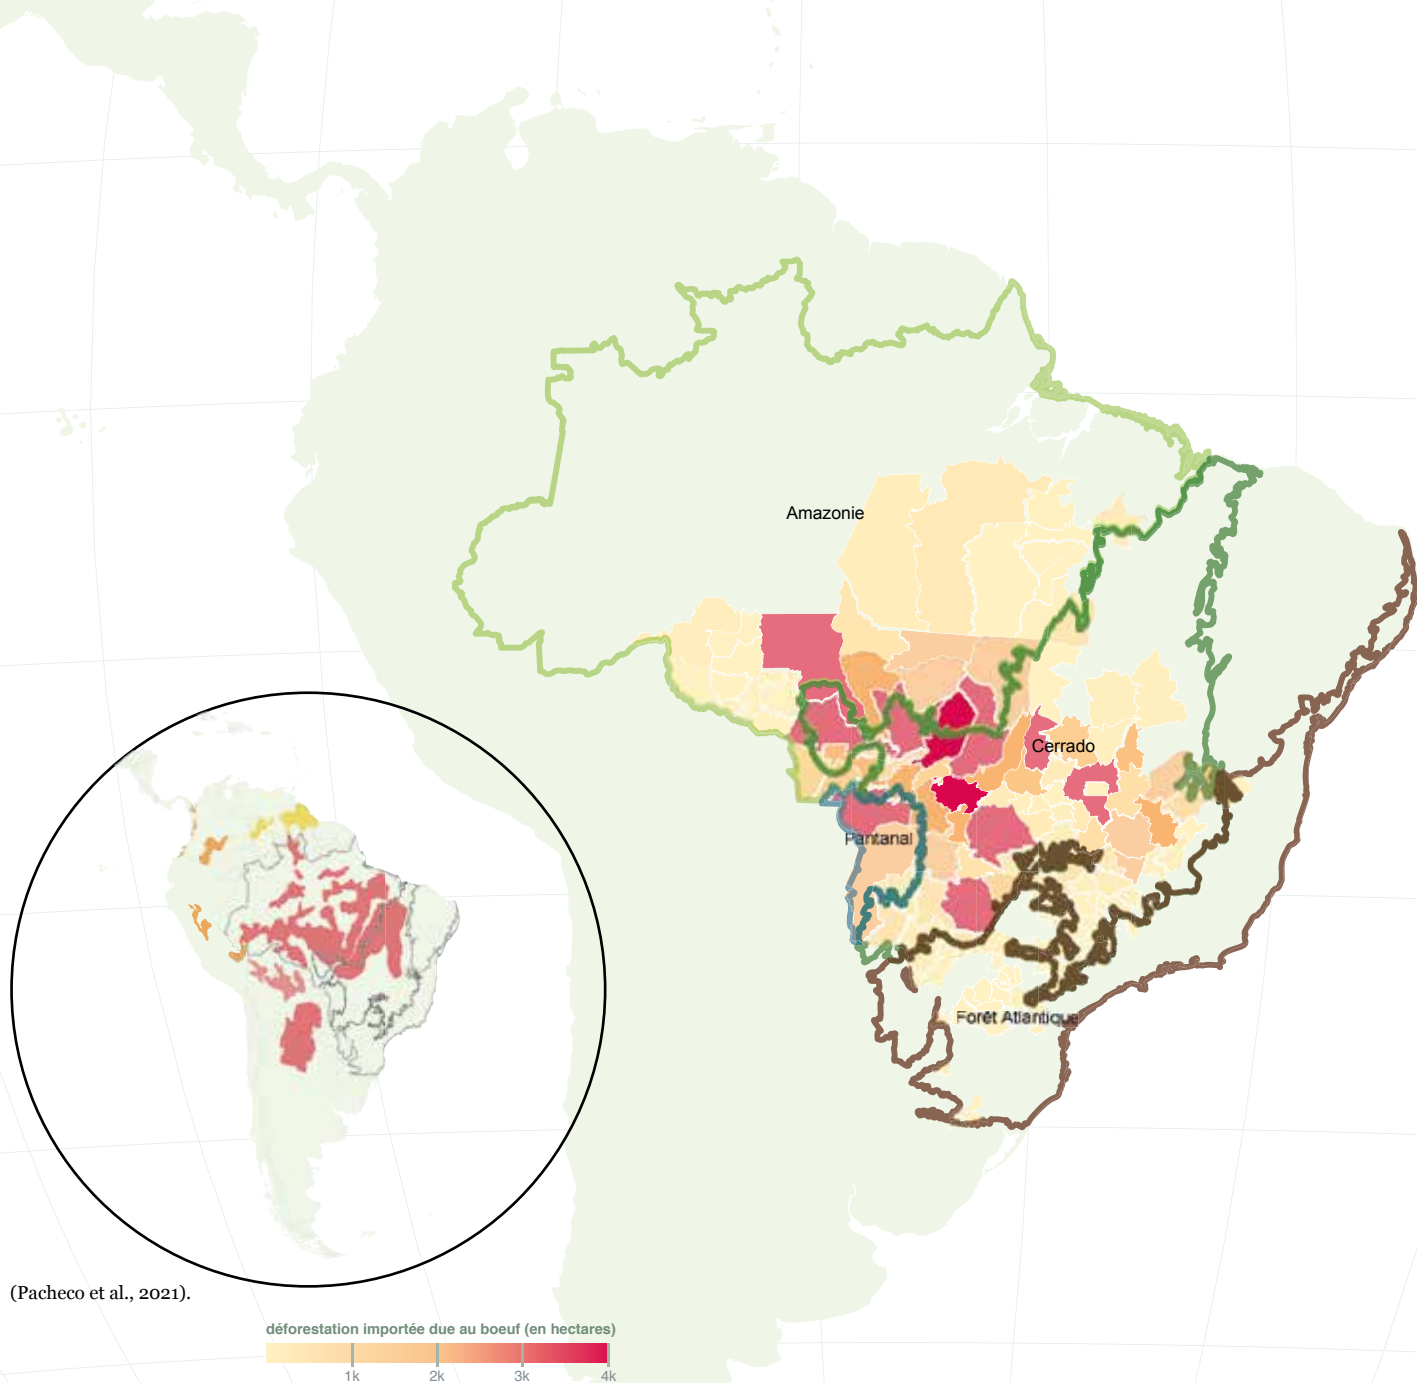 Amazonie
Cerrado
Pantanal
Forêt Atlantique
(Pacheco et al., 2021).
déforestation importée due au boeuf (en hectares)
1k 2k 3k 4k